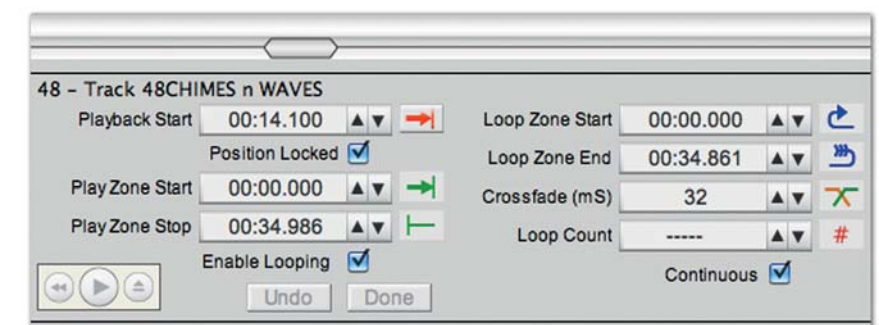 48 – Track 48CHIMES n WAVES
Playback Start 00:14.100
Position Locked
Play Zone Start 00:00.000
Play Zone Stop 00:34.986
Enable Looping
Undo Done
Loop Zone Start 00:00.000
Loop Zone End 00:34.861
Crossfade (mS) 32
Loop Count -----
#
Continuous